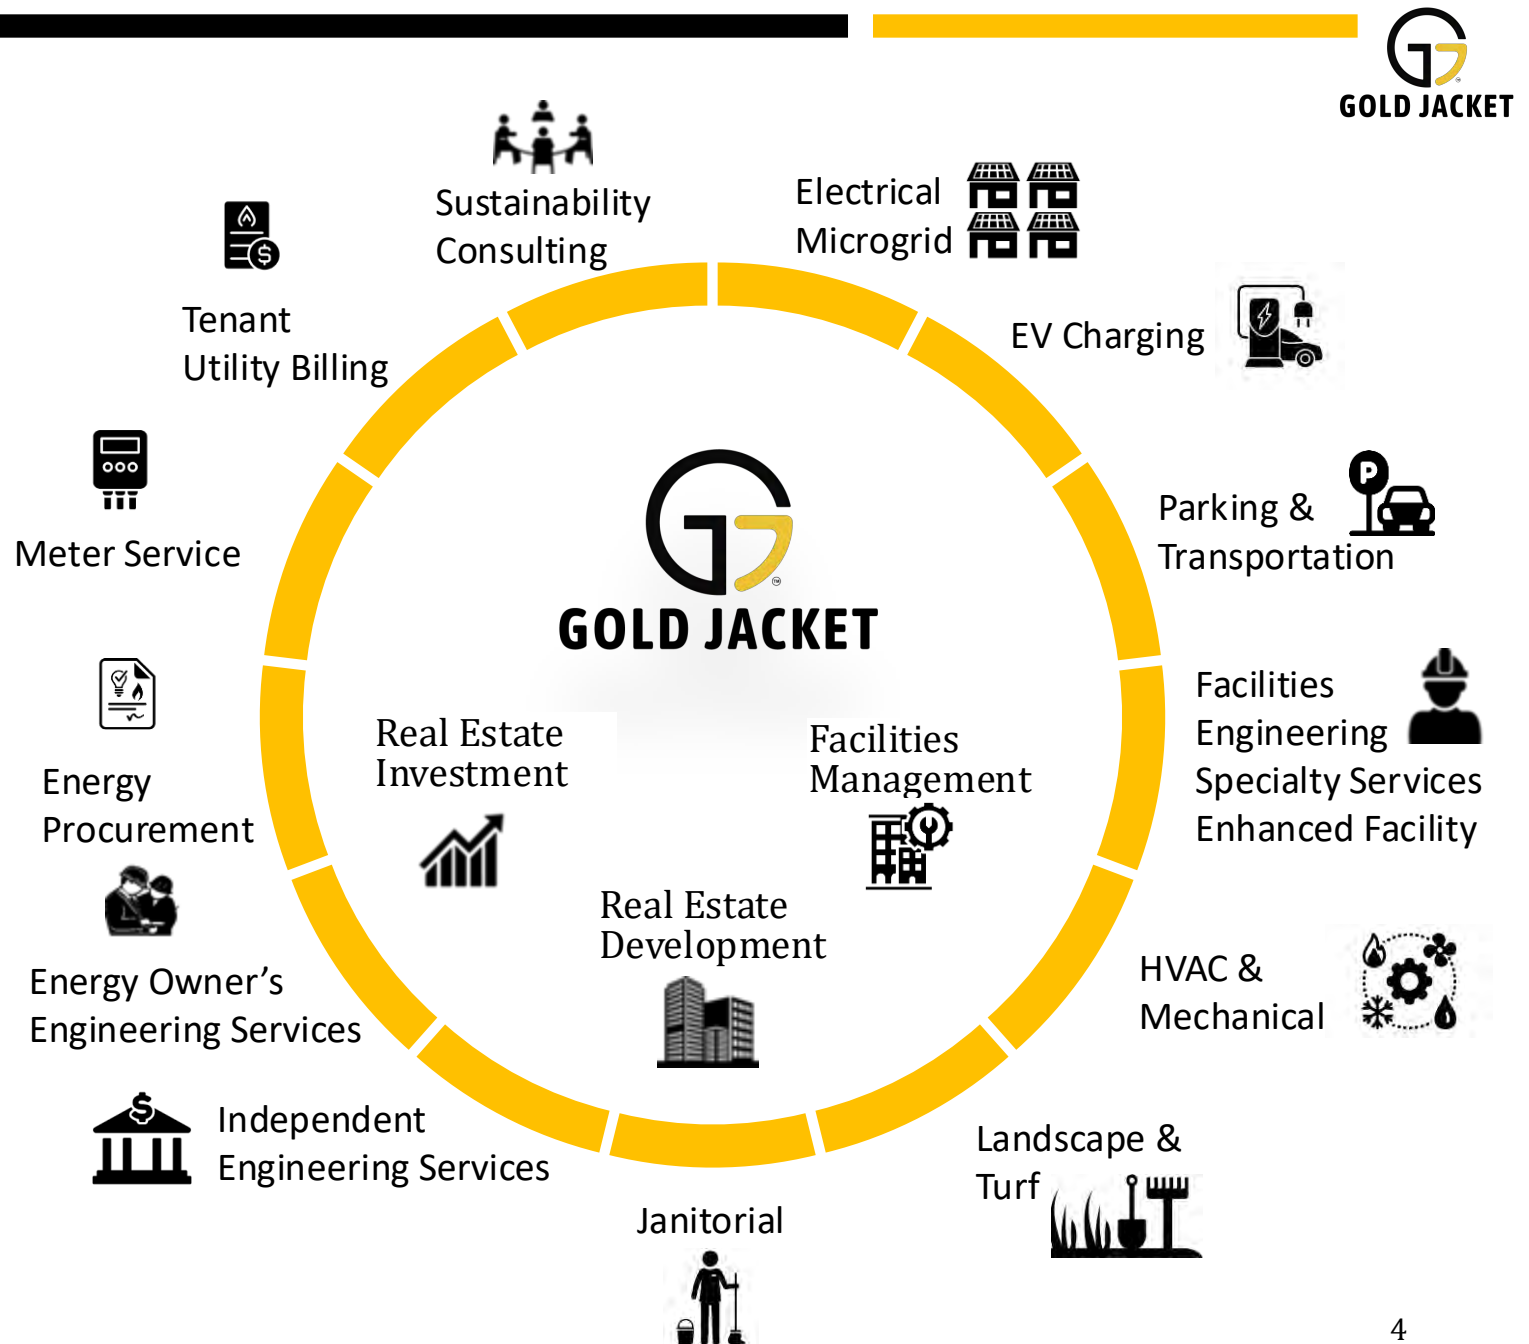 GOLD JACKET
Sustainability
Consulting
Electrical
Microgrid
Tenant
Utility Billing
EV Charging
Meter Service
P
Parking &
Transportation
TM
GOLD JACKET
Energy
Procurement
Real Estate
Investment
Facilities
Management
Facilities
Engineering
Specialty Services
Enhanced Facility
Real Estate
Development
Energy Owner’s
Engineering Services
HVAC &
Mechanical
$
Independent
Engineering Services
Landscape &
Turf
Janitorial
4